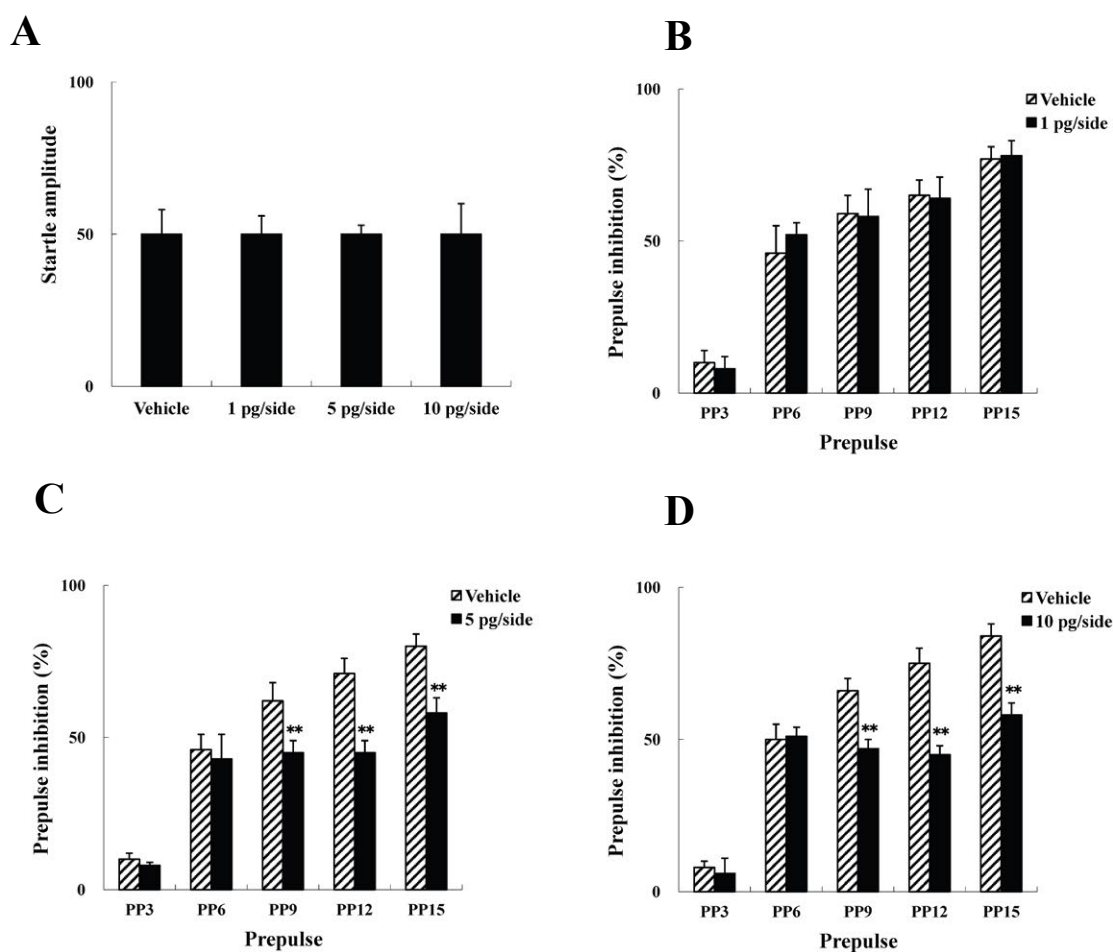 A
Startle amplitude
100
50
0
Vehicle 1 pg/side 5 pg/side 10 pg/side
B
Prepulse inhibition (%)
100
50
0
Vehicle
1 pg/side
PP3 PP6 PP9 PP12 PP15
Prepulse
C
Prepulse inhibition (%)
100
50
0
Vehicle
5 pg/side
** ** **
PP3 PP6 PP9 PP12 PP15
Prepulse
D
Prepulse inhibition (%)
100
50
0
Vehicle
10 pg/side
** ** **
PP3 PP6 PP9 PP12 PP15
Prepulse